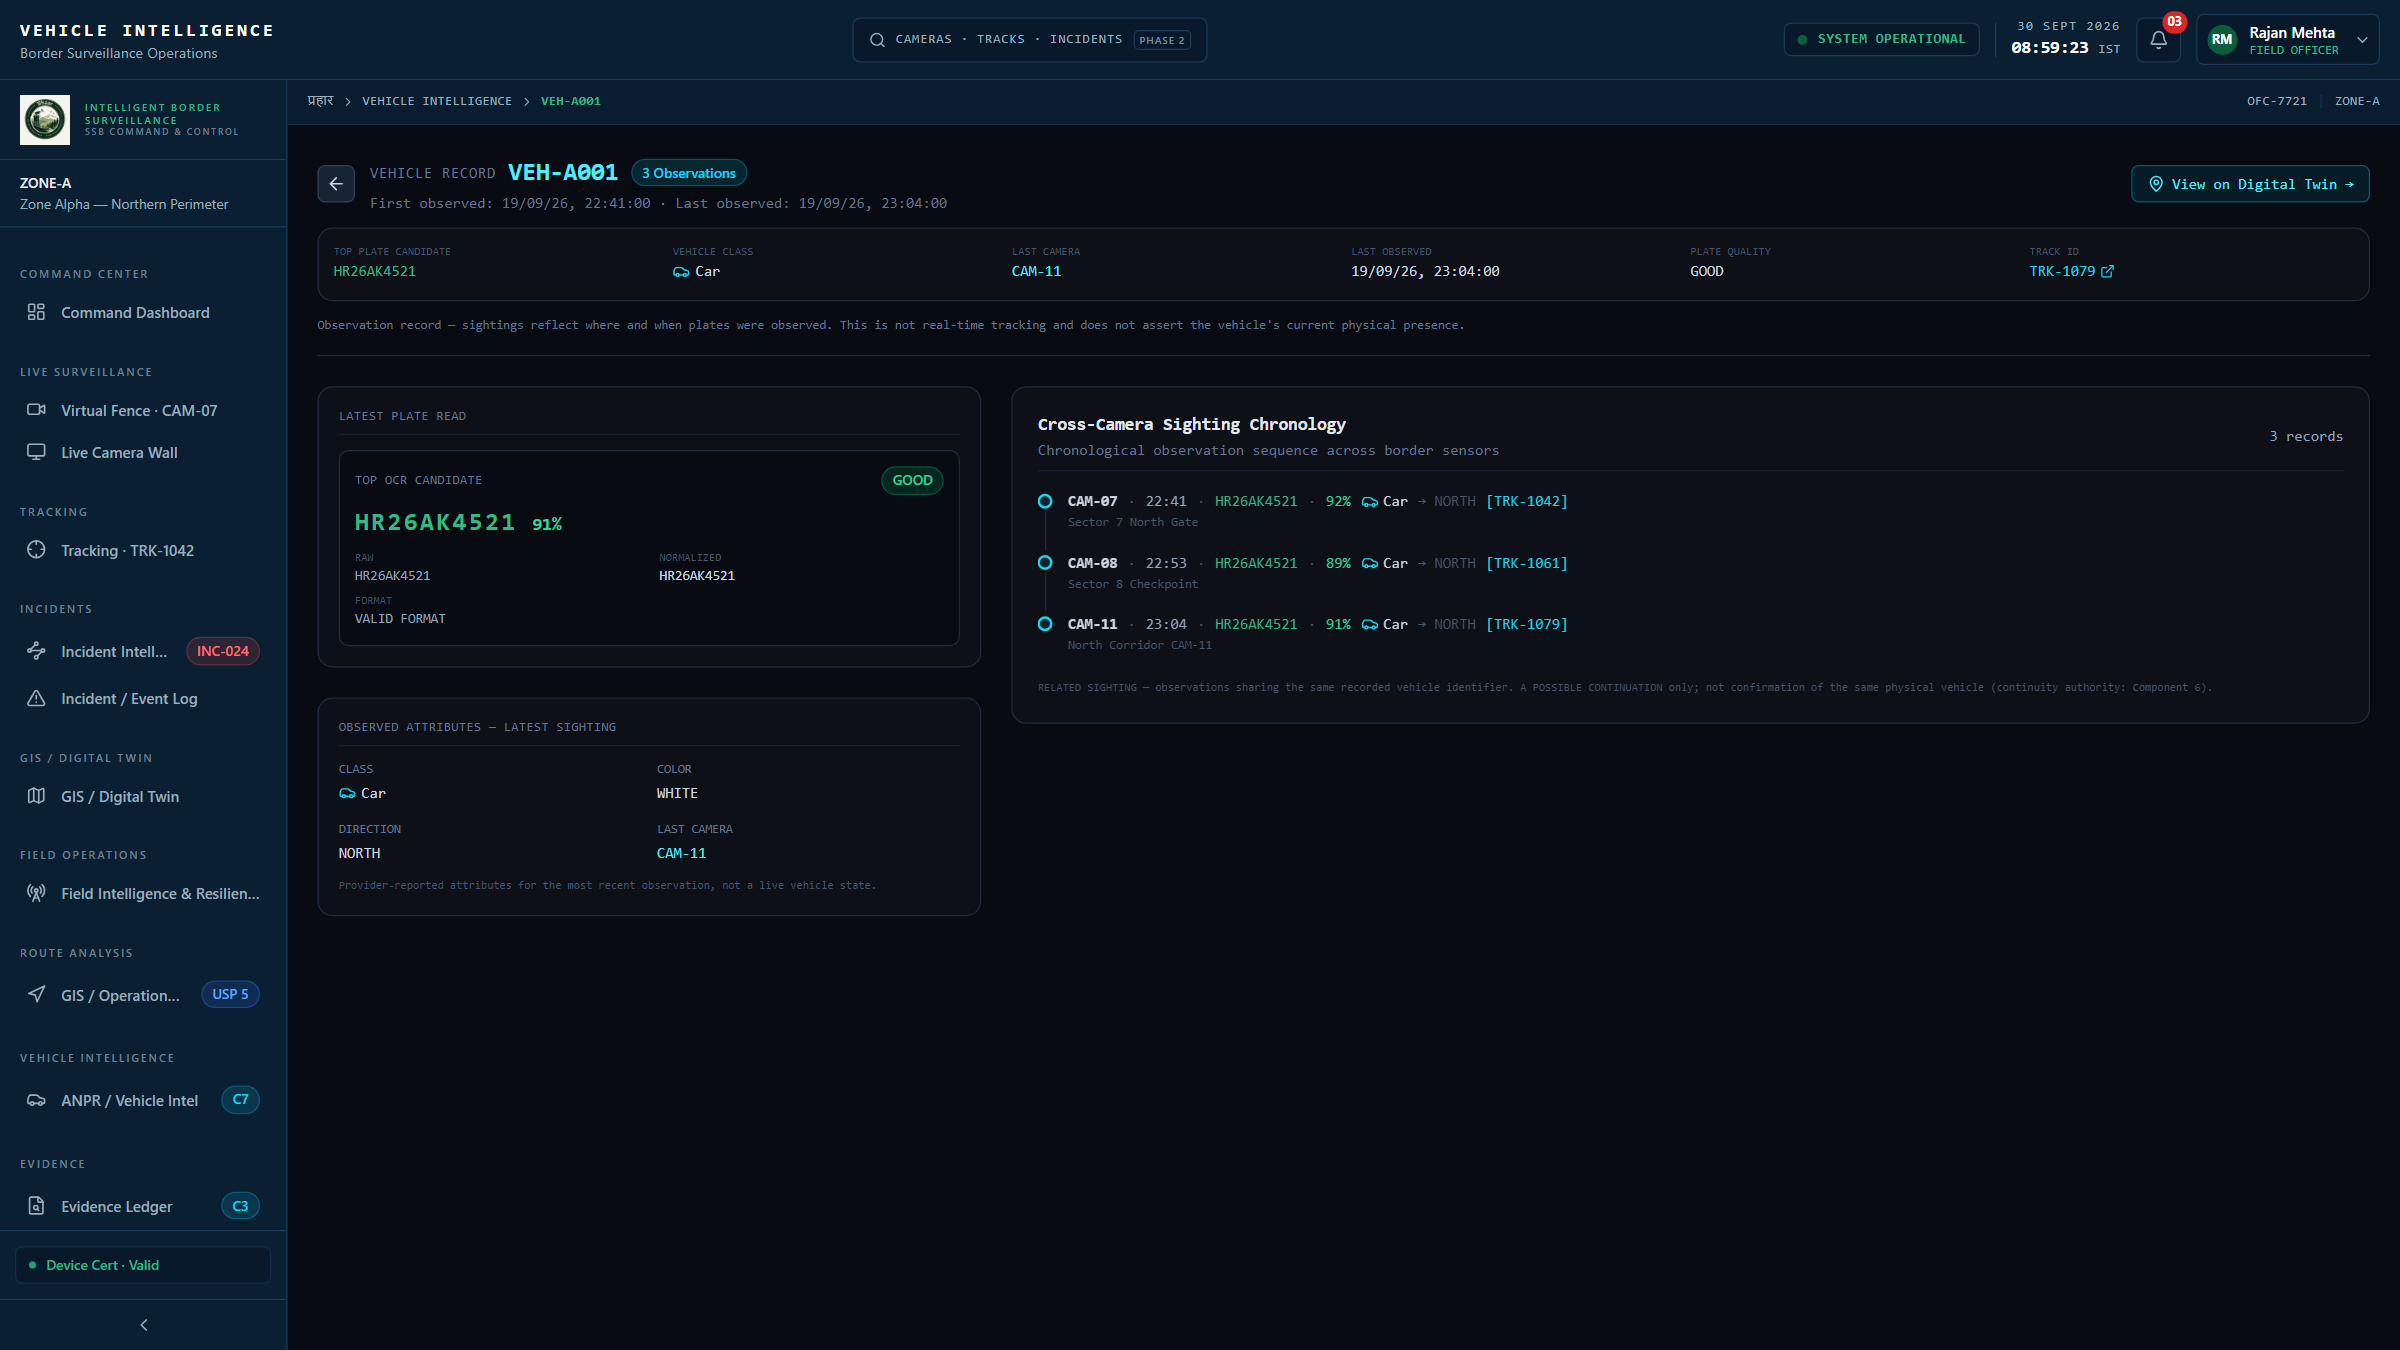 VEHICLE INTELLIGENCE
Border Surveillance Operations
CAMERAS · TRACKS · INCIDENTS PHASE 2
SYSTEM OPERATIONAL
30 SEPT 2026
08:59:23 IST
03
RM
Rajan Mehta
FIELD OFFICER
INTELLIGENT BORDER
SURVEILLANCE
SSB COMMAND & CONTROL
ZONE-A
Zone Alpha — Northern Perimeter
COMMAND CENTER
Command Dashboard
LIVE SURVEILLANCE
Virtual Fence · CAM-07
Live Camera Wall
TRACKING
Tracking · TRK-1042
INCIDENTS
Incident Intell... INC-024
Incident / Event Log
GIS / DIGITAL TWIN
GIS / Digital Twin
FIELD OPERATIONS
Field Intelligence & Resilien...
ROUTE ANALYSIS
GIS / Operation... USP 5
VEHICLE INTELLIGENCE
ANPR / Vehicle Intel C7
EVIDENCE
Evidence Ledger C3
Device Cert · Valid
प्रहार > VEHICLE INTELLIGENCE > VEH-A001
OFC-7721 ZONE-A
VEHICLE RECORD VEH-A001 3 Observations
First observed: 19/09/26, 22:41:00 · Last observed: 19/09/26, 23:04:00
View on Digital Twin →
TOP PLATE CANDIDATE
HR26AK4521
VEHICLE CLASS
Car
LAST CAMERA
CAM-11
LAST OBSERVED
19/09/26, 23:04:00
PLATE QUALITY
GOOD
TRACK ID
TRK-1079
Observation record — sightings reflect where and when plates were observed. This is not real-time tracking and does not assert the vehicle's current physical presence.
LATEST PLATE READ
TOP OCR CANDIDATE GOOD
HR26AK4521 91%
RAW
HR26AK4521
NORMALIZED
HR26AK4521
FORMAT
VALID FORMAT
OBSERVED ATTRIBUTES — LATEST SIGHTING
CLASS
Car
COLOR
WHITE
DIRECTION
NORTH
LAST CAMERA
CAM-11
Provider-reported attributes for the most recent observation, not a live vehicle state.
Cross-Camera Sighting Chronology
Chronological observation sequence across border sensors
3 records
CAM-07 · 22:41 · HR26AK4521 · 92% Car → NORTH [TRK-1042]
Sector 7 North Gate
CAM-08 · 22:53 · HR26AK4521 · 89% Car → NORTH [TRK-1061]
Sector 8 Checkpoint
CAM-11 · 23:04 · HR26AK4521 · 91% Car → NORTH [TRK-1079]
North Corridor CAM-11
RELATED SIGHTING — observations sharing the same recorded vehicle identifier. A POSSIBLE CONTINUATION only; not confirmation of the same physical vehicle (continuity authority: Component 6).